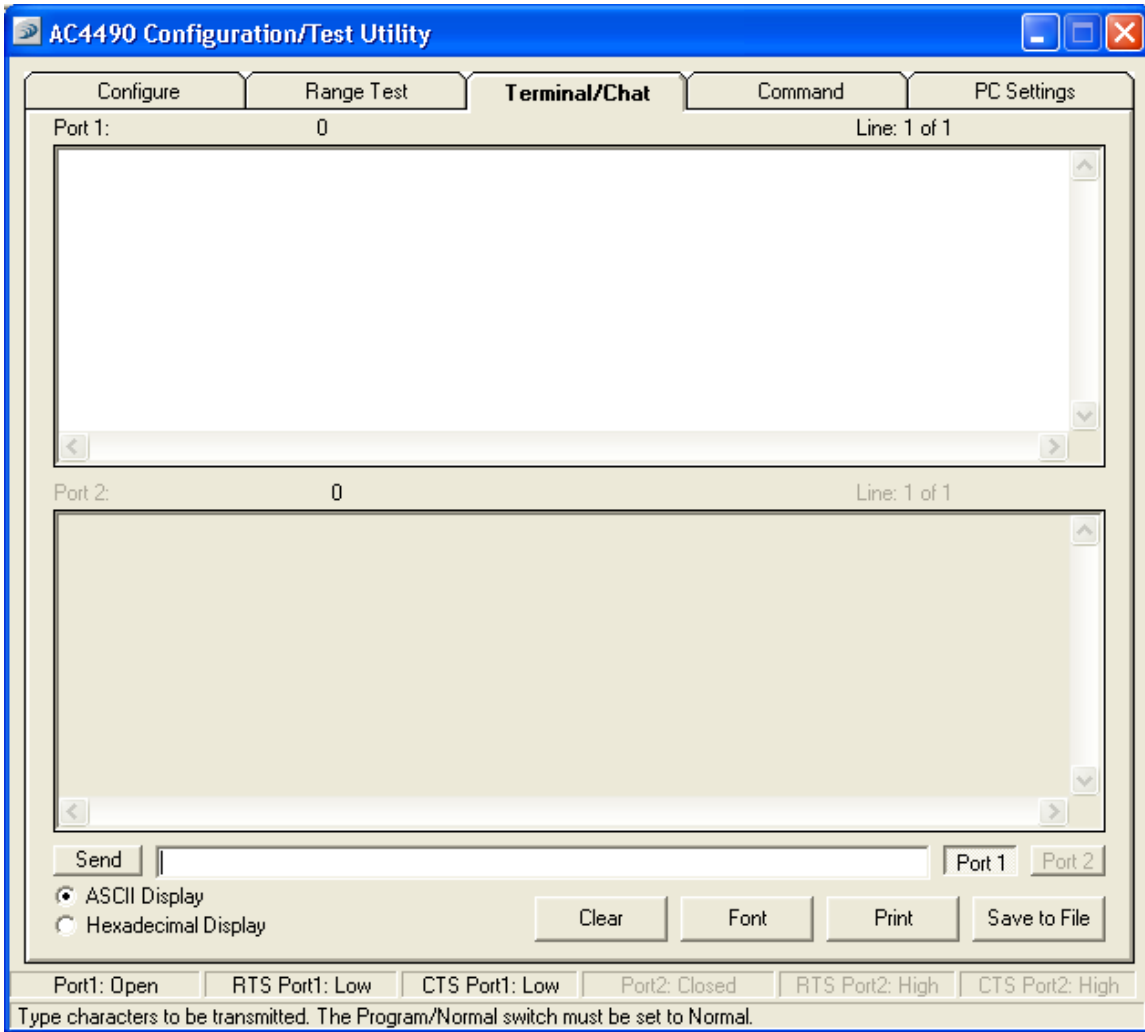 AC4490 Configuration/Test Utility
Configure Range Test Terminal/Chat Command PC Settings
Port 1: 0 Line: 1 of 1
Port 2: 0 Line: 1 of 1
Send Port 1 Port 2
ASCII Display
Hexadecimal Display
Clear Font Print Save to File
Port1: Open RTS Port1: Low CTS Port1: Low Port2: Closed RTS Port2: High CTS Port2: High
Type characters to be transmitted. The Program/Normal switch must be set to Normal.